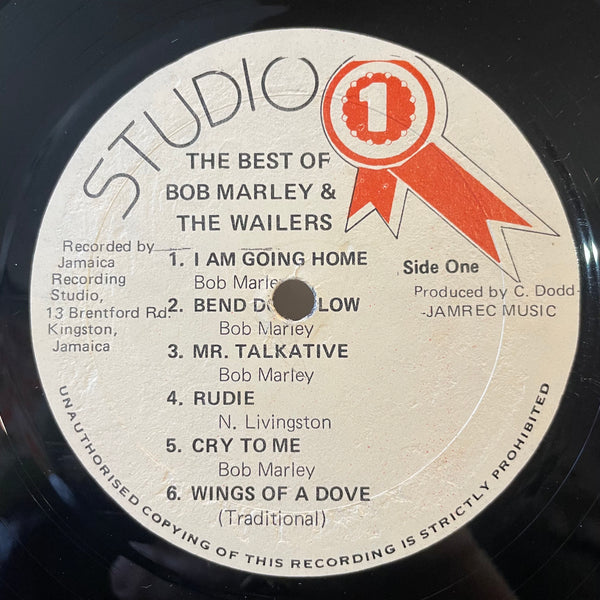 STUDIO 1
THE BEST OF
BOB MARLEY &
THE WAILERS
Recorded by
Jamaica
Recording
Studio,
13 Brentford Rd.
Kingston,
Jamaica
Side One
Produced by C. Dodd-
-JAMREC MUSIC
1. I AM GOING HOME
Bob Marley
2. BEND LOW
Bob Marley
3. MR. TALKATIVE
Bob Marley
4. RUDIE
N. Livingston
5. CRY TO ME
Bob Marley
6. WINGS OF A DOVE
(Traditional)
UNAUTHORISED COPYING OF THIS RECORDING IS STRICTLY PROHIBITED